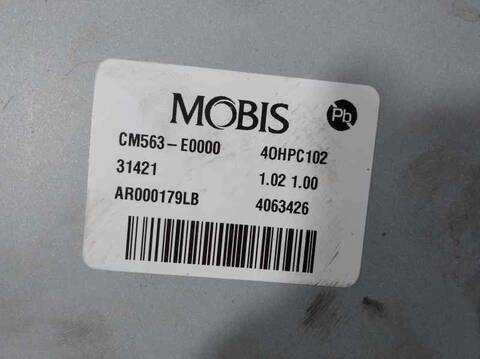 MOBIS Pb
CM563-E0000 40HPC102
31421 1.02 1.00
AR000179LB 4063426